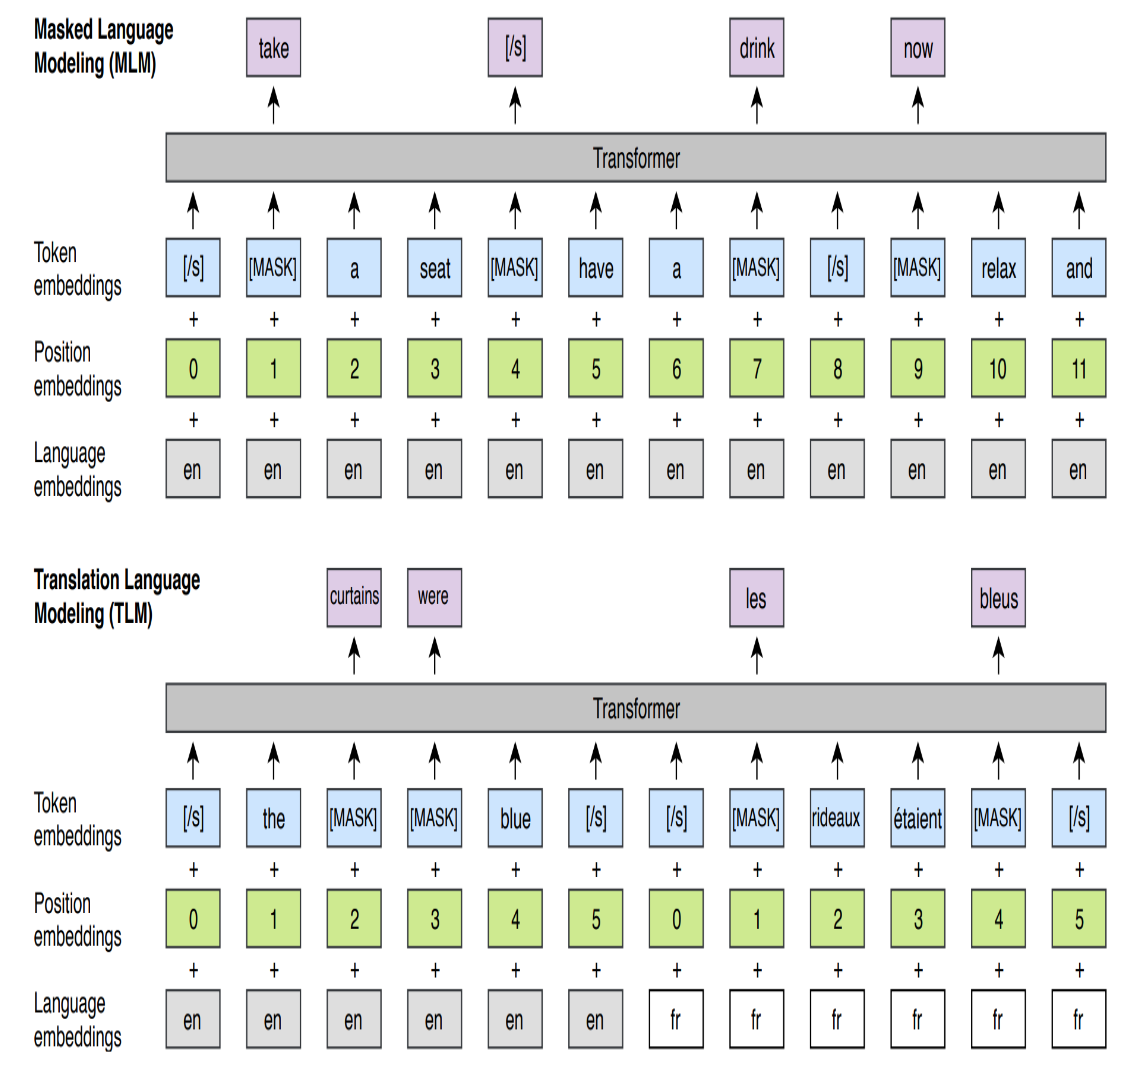 Masked Language
Modeling (MLM)
take [/s] drink now
Transformer
Token
embeddings
[/s] [MASK] a seat [MASK] have a [MASK] [/s] [MASK] relax and
+ + + + + + + + + + + +
Position
embeddings
0 1 2 3 4 5 6 7 8 9 10 11
+ + + + + + + + + + + +
Language
embeddings
en en en en en en en en en en en en
Translation Language
Modeling (TLM)
curtains were les bleus
Transformer
Token
embeddings
[/s] the [MASK] [MASK] blue [/s] [/s] [MASK] rideaux étaient [MASK] [/s]
+ + + + + + + + + + + +
Position
embeddings
0 1 2 3 4 5 0 1 2 3 4 5
+ + + + + + + + + + + +
Language
embeddings
en en en en en en fr fr fr fr fr fr